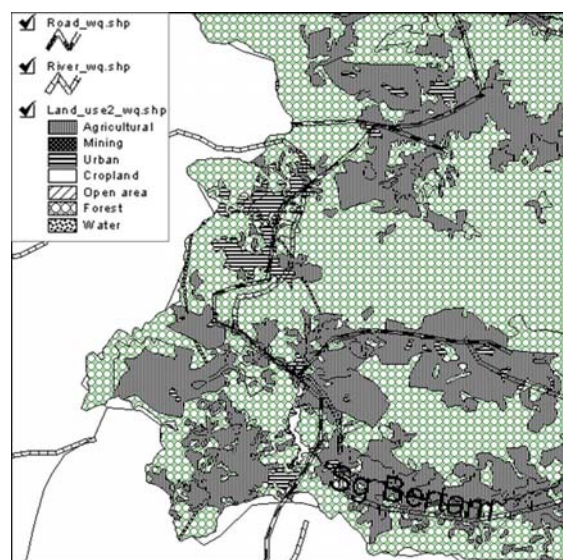 Road_wq.shp
River_wq.shp
Land_use2_wq.shp
Agricultural
Mining
Urban
Cropland
Open area
Forest
Water
Sg Bertam